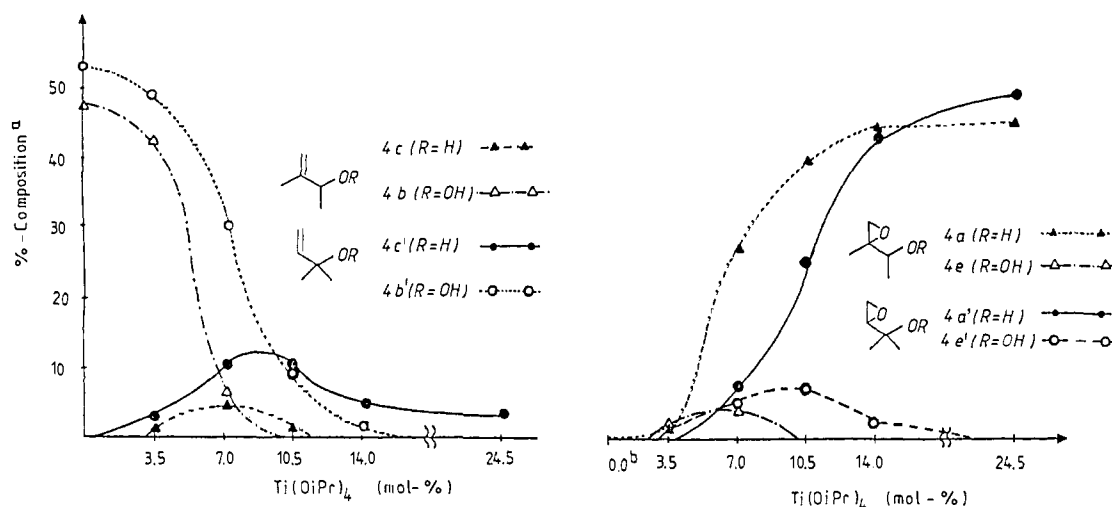 %-Composition a
50
40
30
20
10
3.5 7.0 10.5 14.0 24.5
Ti(OiPr)4 (mol-%)
OR
4c (R=H)
4b (R=OH)
OR
4c' (R=H)
4b' (R=OH)
O
OR
4a (R=H)
4e (R=OH)
O
OR
4a' (R=H)
4e' (R=OH)
0.0b 3.5 7.0 10.5 14.0 24.5
Ti(OiPr)4 (mol-%)